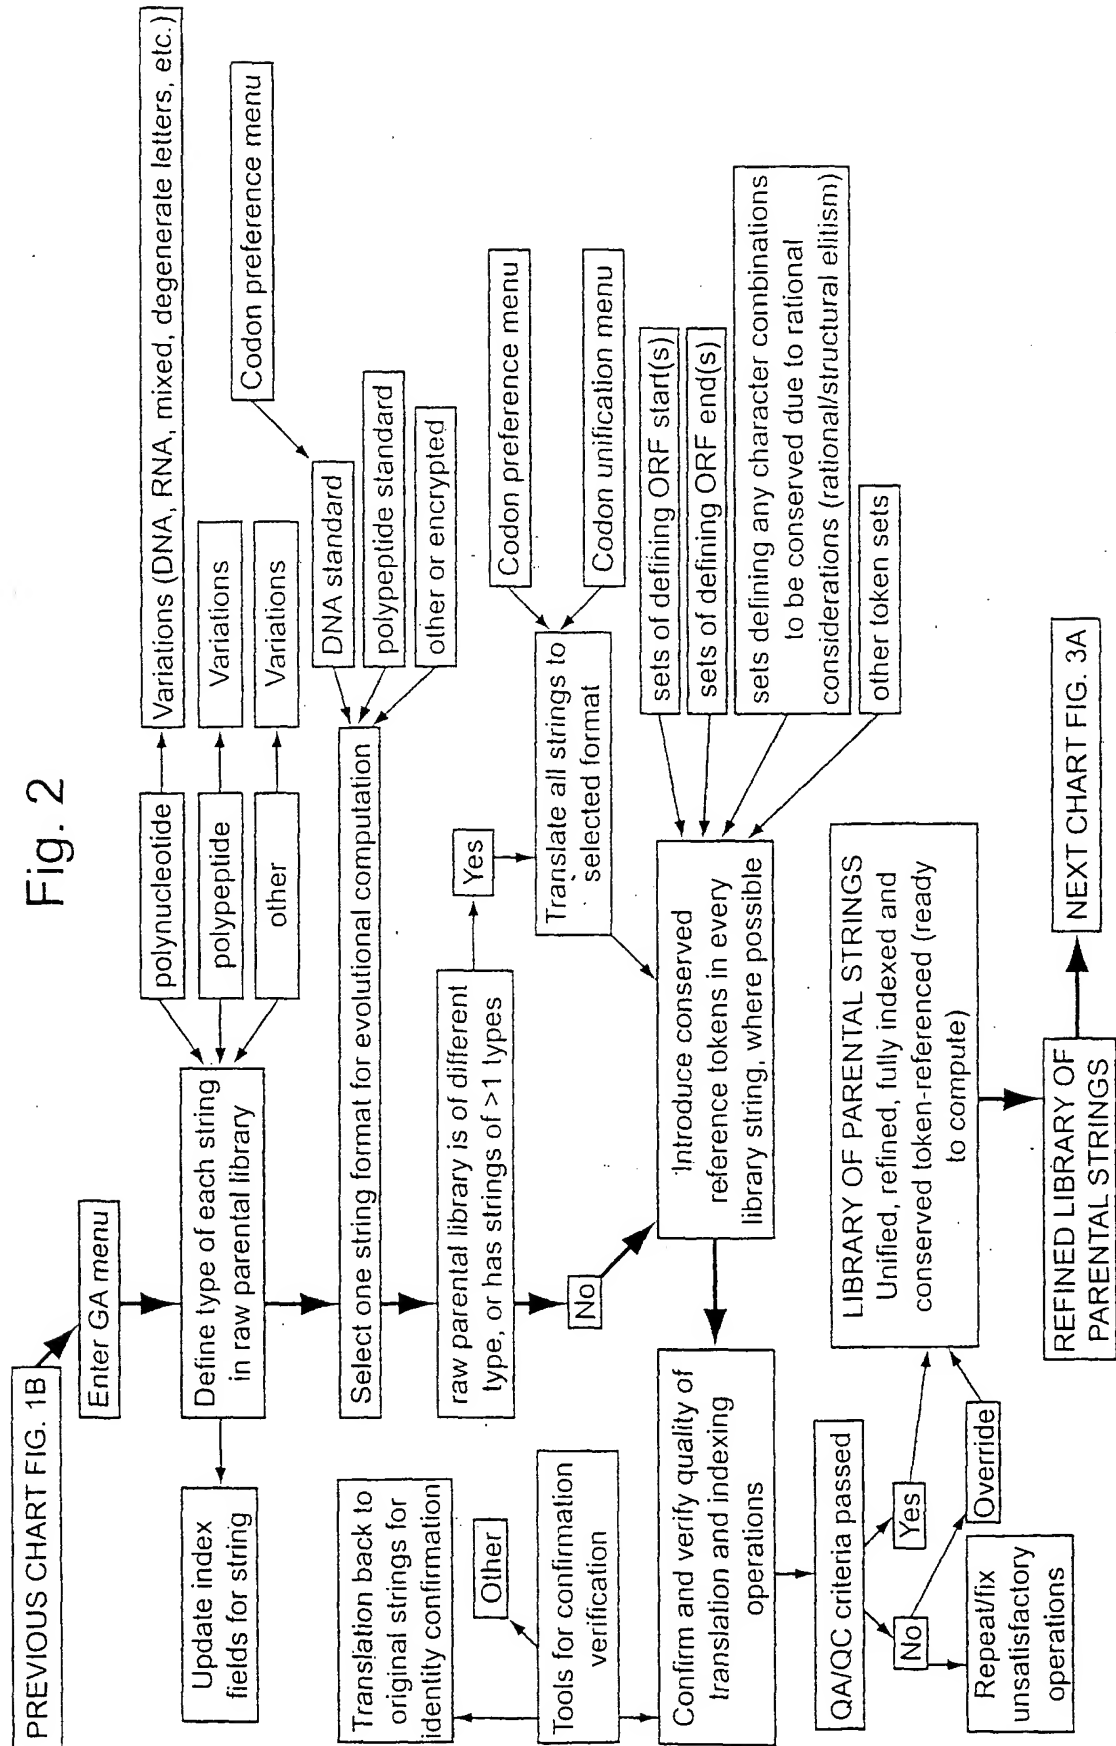 Fig. 2
PREVIOUS CHART FIG. 1B
Enter GA menu
Define type of each string
in raw parental library
Update index
fields for string
polynucleotide
polypeptide
other
Variations (DNA, RNA, mixed, degenerate letters, etc.)
Variations
Variations
Select one string format for evolutional computation
DNA standard
polypeptide standard
other or encrypted
Codon preference menu
raw parental library is of different
type, or has strings of >1 types
Yes
No
Translate all strings to
selected format
Codon preference menu
Codon unification menu
Introduce conserved
reference tokens in every
library string, where possible
sets of defining ORF start(s)
sets of defining ORF end(s)
sets defining any character combinations
to be conserved due to rational
considerations (rational/structural elitism)
other token sets
Translation back to
original strings for
identity confirmation
Other
Tools for confirmation
verification
Confirm and verify quality of
translation and indexing
operations
QA/QC criteria passed
Yes
No
Override
Repeat/fix
unsatisfactory
operations
LIBRARY OF PARENTAL STRINGS
Unified, refined, fully indexed and
conserved token-referenced (ready
to compute)
REFINED LIBRARY OF
PARENTAL STRINGS
NEXT CHART FIG. 3A